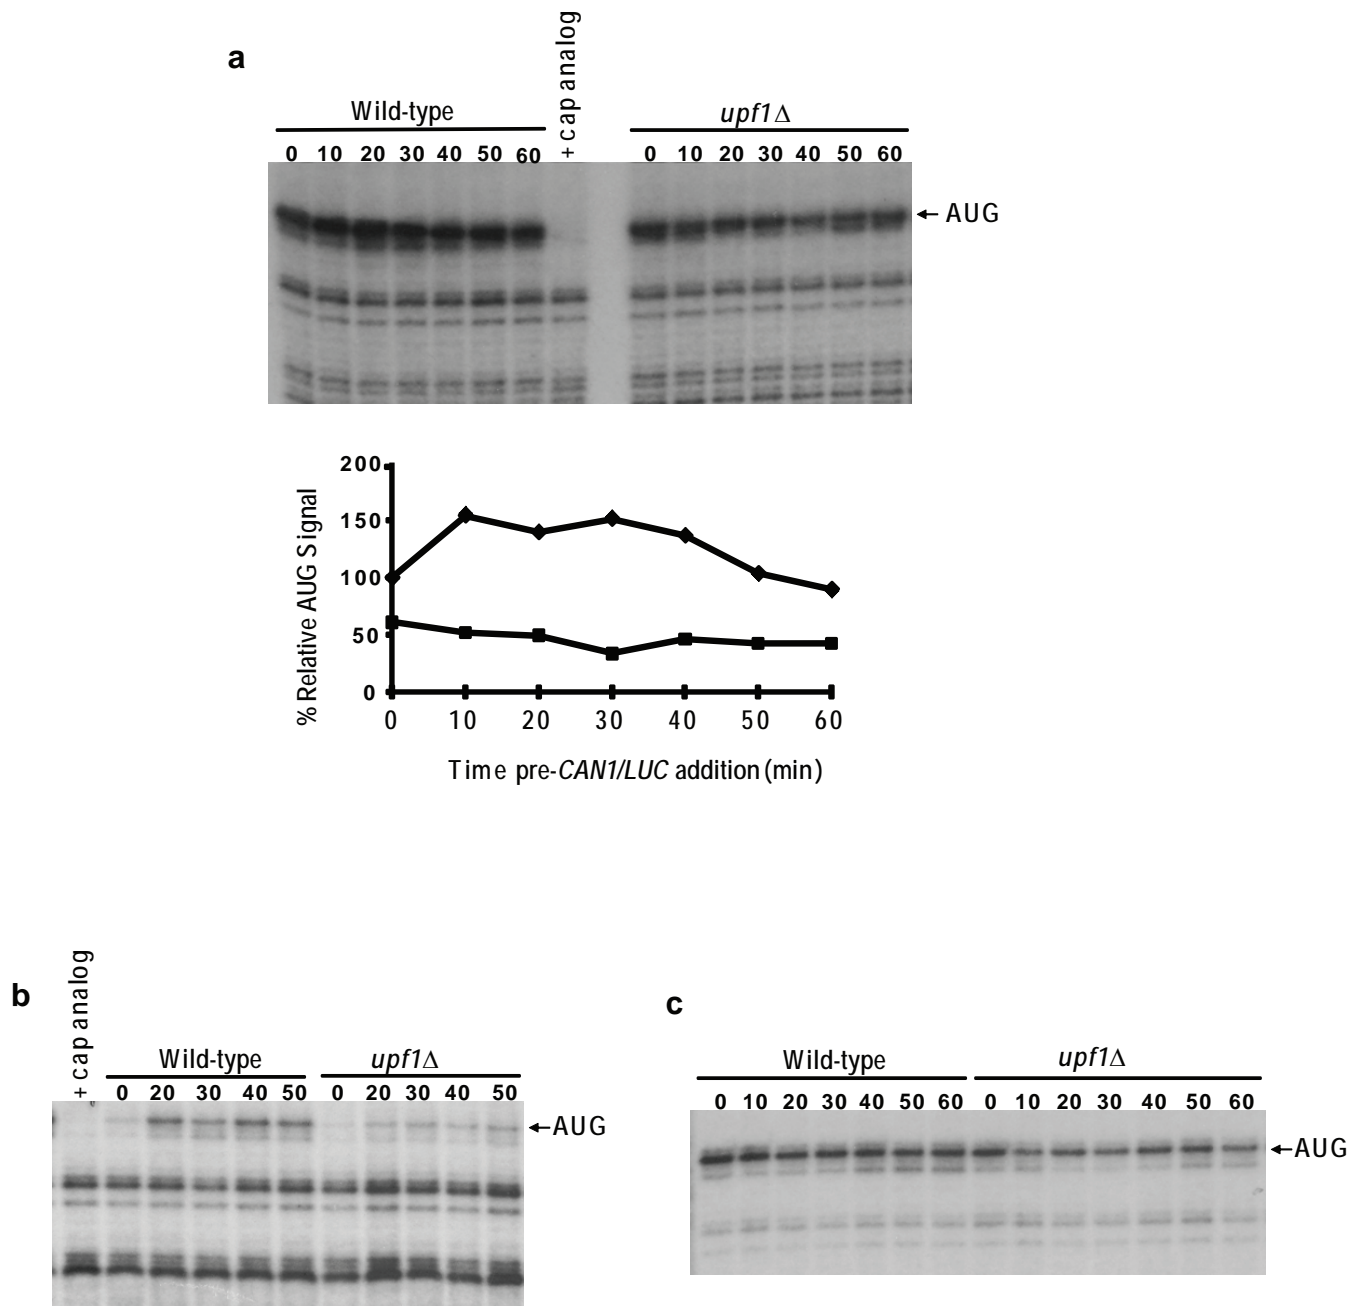 a
+ cap analog
Wild-type
upf1Δ
0 10 20 30 40 50 60
0 10 20 30 40 50 60
← AUG
% Relative AUG Signal
200
150
100
50
0
0 10 20 30 40 50 60
Time pre-CAN1/LUC addition (min)
b
+ cap analog
Wild-type
upf1Δ
0 20 30 40 50
0 20 30 40 50
←AUG
c
Wild-type
upf1Δ
0 10 20 30 40 50 60
0 10 20 30 40 50 60
←AUG